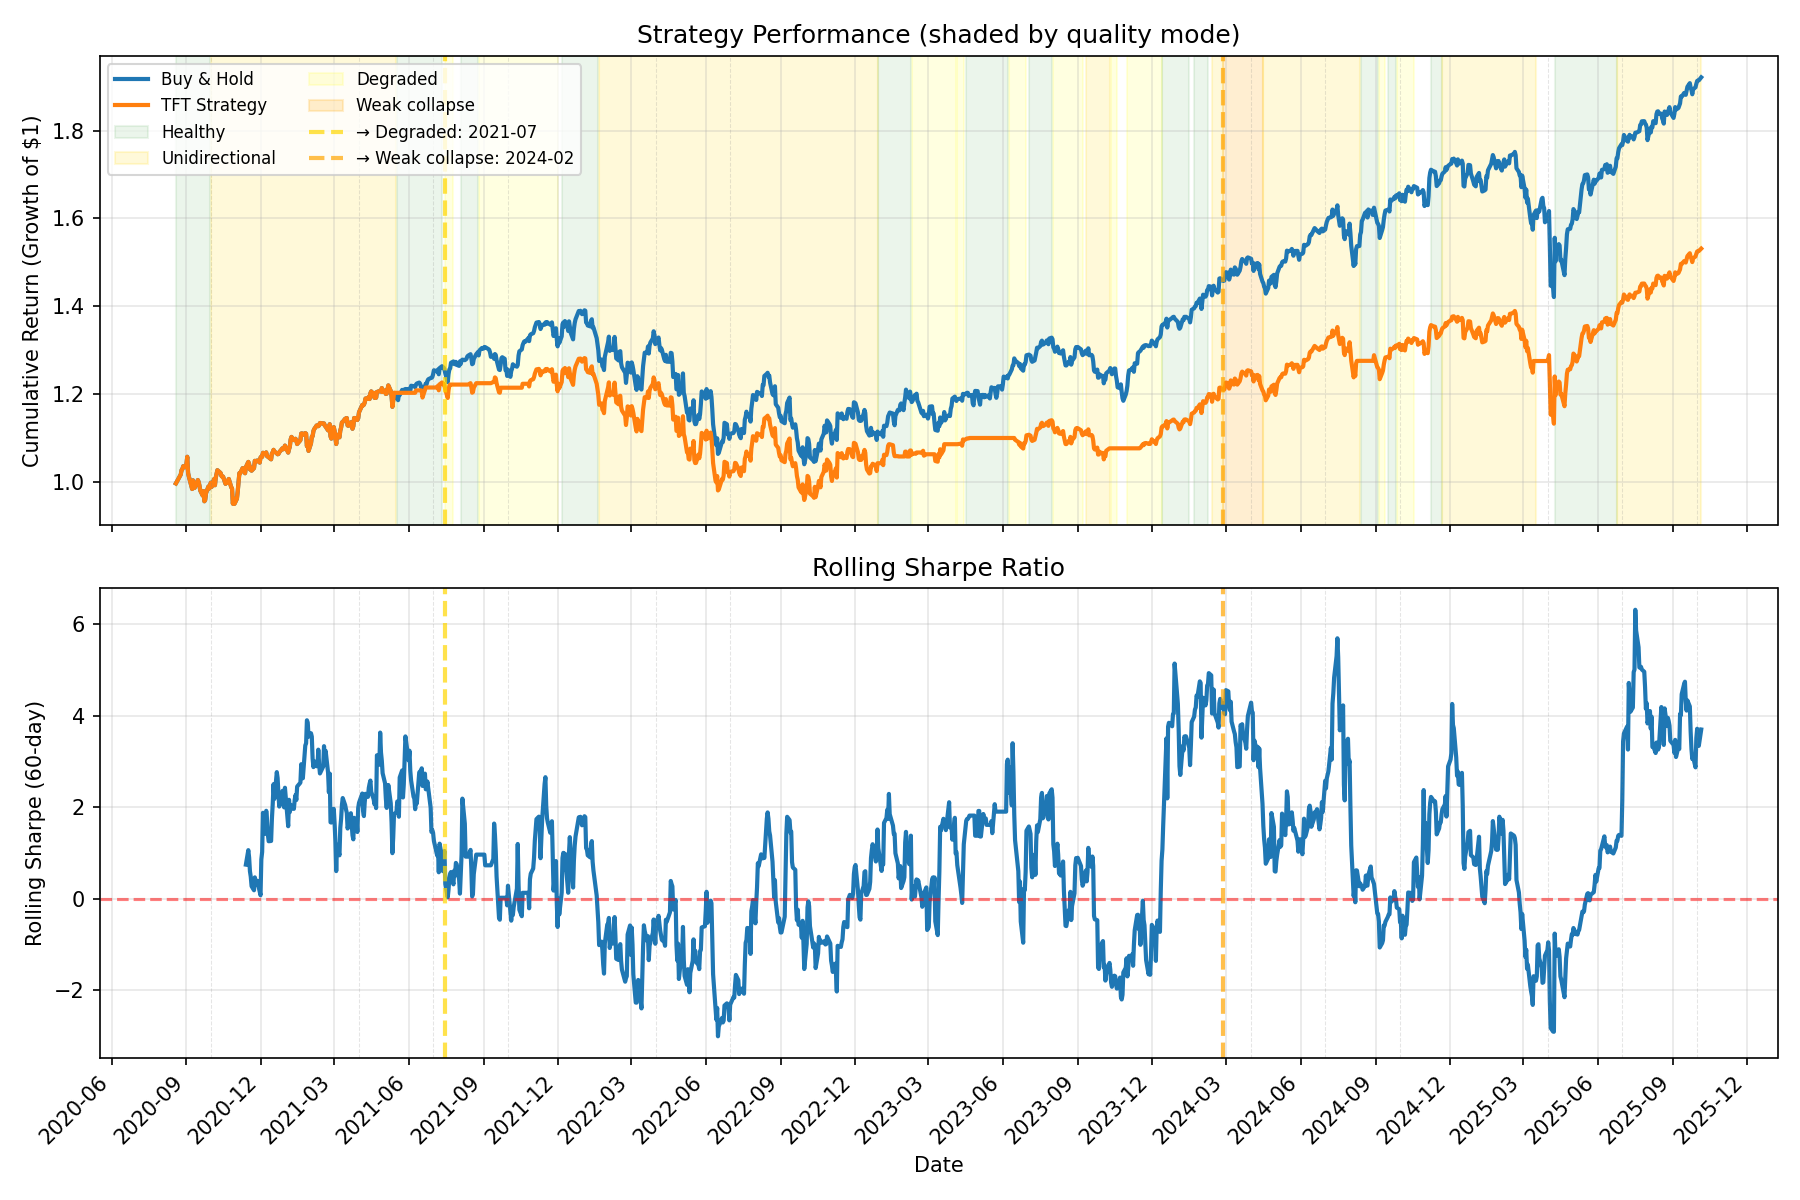 Strategy Performance (shaded by quality mode)
Cumulative Return (Growth of $1)
1.8
1.6
1.4
1.2
1.0
Buy & Hold
TFT Strategy
Healthy
Unidirectional
Degraded
Weak collapse
→ Degraded: 2021-07
→ Weak collapse: 2024-02
Rolling Sharpe Ratio
Rolling Sharpe (60-day)
6
4
2
0
−2
2020-06
2020-09
2020-12
2021-03
2021-06
2021-09
2021-12
2022-03
2022-06
2022-09
2022-12
2023-03
2023-06
2023-09
2023-12
2024-03
2024-06
2024-09
2024-12
2025-03
2025-06
2025-09
2025-12
Date